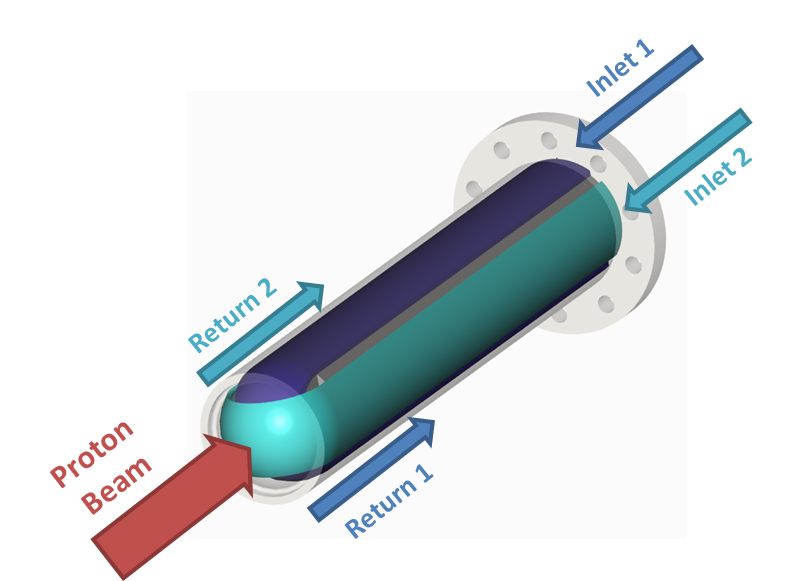 Inlet 1
Inlet 2
Return 2
Proton
Beam
Return 1